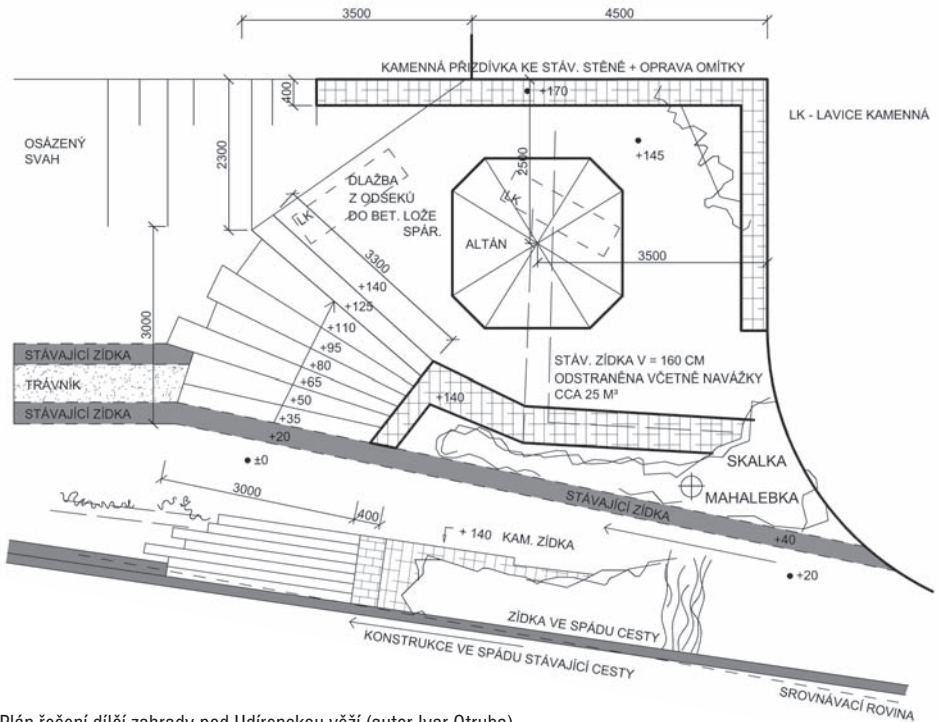 3500
4500
KAMENNÁ PŘIZDÍVKA KE STÁV. STĚNĚ + OPRAVA OMÍTKY
400
+170
LK - LAVICE KAMENNÁ
OSÁZENÝ
SVAH
2300
2500
+145
DLAŽBA
Z ODSEKŮ
DO BET. LOŽE
SPÁR.
LK
LK
ALTÁN
3500
3300
3000
+140
+125
+110
+95
+80
+65
+50
+35
+20
STÁVAJÍCÍ ZÍDKA
TRÁVNÍK
STÁVAJÍCÍ ZÍDKA
STÁV. ZÍDKA V = 160 CM
ODSTRANĚNA VČETNĚ NAVÁŽKY
CCA 25 M³
+140
±0
SKALKA
MAHALEBKA
STÁVAJÍCÍ ZÍDKA
+40
+20
3000
400
+ 140 KAM. ZÍDKA
ZÍDKA VE SPÁDU CESTY
KONSTRUKCE VE SPÁDU STÁVAJÍCÍ CESTY
SROVNÁVACÍ ROVINA
Plán řešení dílčí zahrady pod Udírenskou věží (autor Ivar Otruba)